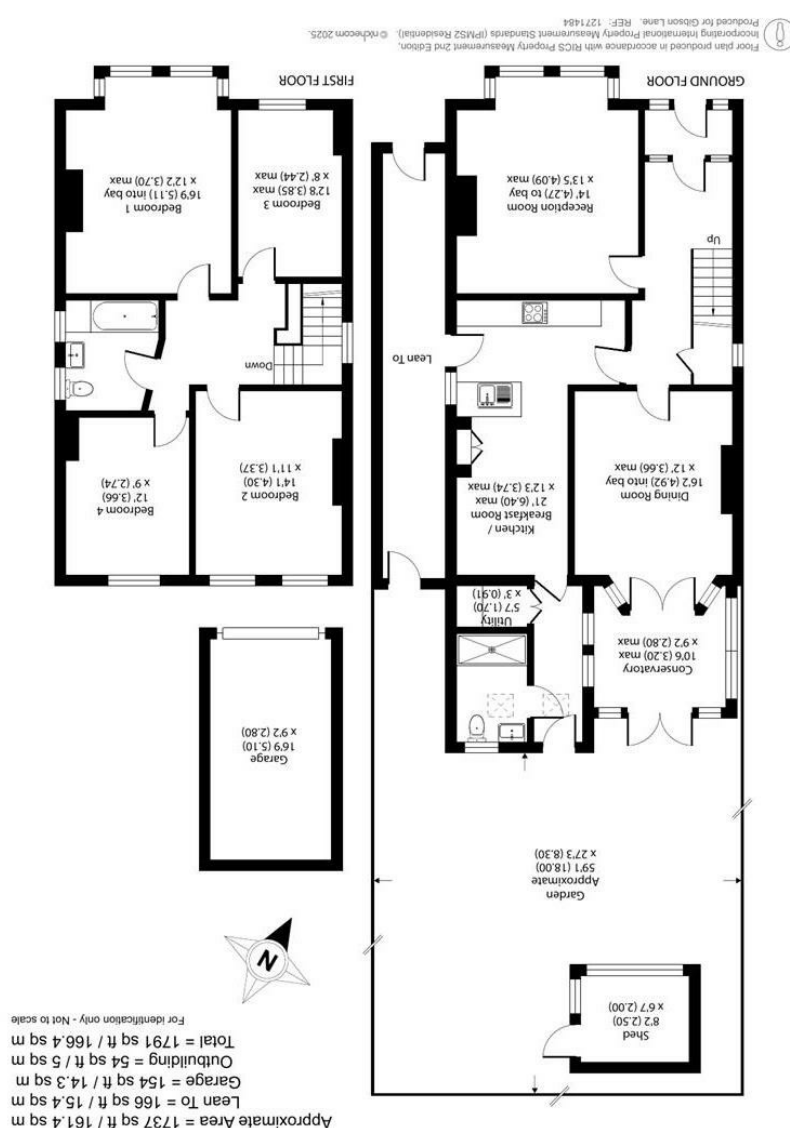 Approximate Area = 1737 sq ft / 161.4 sq m
Lean To = 166 sq ft / 15.4 sq m
Garage = 154 sq ft / 14.3 sq m
Outbuilding = 54 sq ft / 5 sq m
Total = 1791 sq ft / 166.4 sq m
For identification only - Not to scale
Shed
8'2 (2.50)
x 6'7 (2.00)
N
Garden
Approximate
59'1 (18.00)
x 27'3 (8.30)
Garage
16'9 (5.10)
x 9'2 (2.80)
Conservatory
10'6 (3.20) max
x 9'2 (2.80) max
Utility
5'7 (1.70)
x 3' (0.91)
Dining Room
16'2 (4.92) into bay
x 12' (3.66) max
Kitchen /
Breakfast Room
21' (6.40) max
x 12'3 (3.74) max
Lean To
Bedroom 2
14'1 (4.30)
x 11'1 (3.37)
Bedroom 4
12' (3.66)
x 9' (2.74)
Up
Down
Reception Room
14' (4.27) to bay
x 13'5 (4.09) max
Bedroom 3
12'8 (3.85) max
x 8' (2.44) max
Bedroom 1
16'9 (5.11) into bay
x 12'2 (3.70) max
GROUND FLOOR
FIRST FLOOR
Floor plan produced in accordance with RICS Property Measurement 2nd Edition,
Incorporating International Property Measurement Standards (IPMS2 Residential). © nichecom 2025.
Produced for Gibson Lane. REF: 1271484